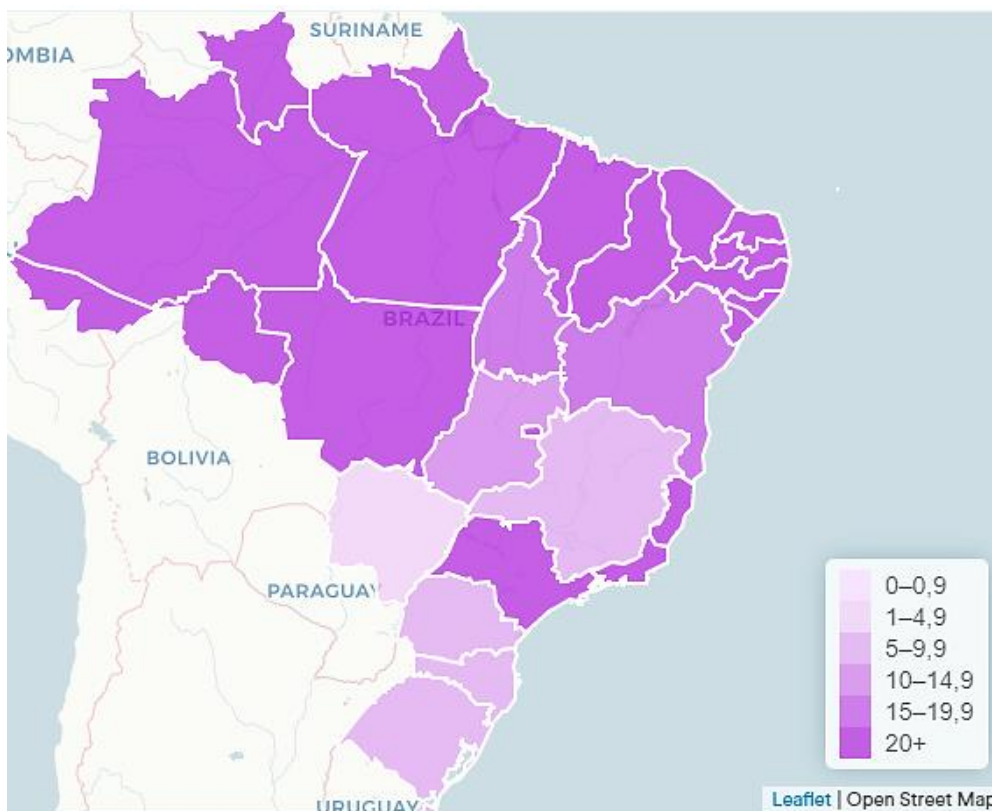 SURINAME
OMBIA
BRAZIL
BOLIVIA
PARAGUAY
URUGUAY
0–0,9
1–4,9
5–9,9
10–14,9
15–19,9
20+
Leaflet | Open Street Map